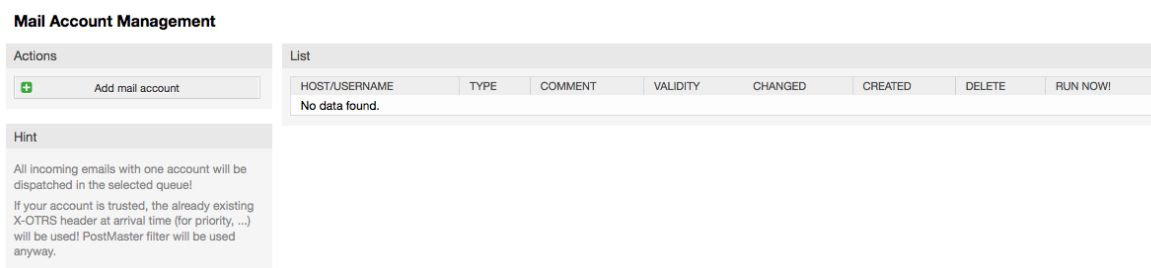 Mail Account Management
Actions
Add mail account
Hint
All incoming emails with one account will be
dispatched in the selected queue!
If your account is trusted, the already existing
X-OTRS header at arrival time (for priority, ...)
will be used! PostMaster filter will be used
anyway.
List
HOST/USERNAME TYPE COMMENT VALIDITY CHANGED CREATED DELETE RUN NOW!
No data found.